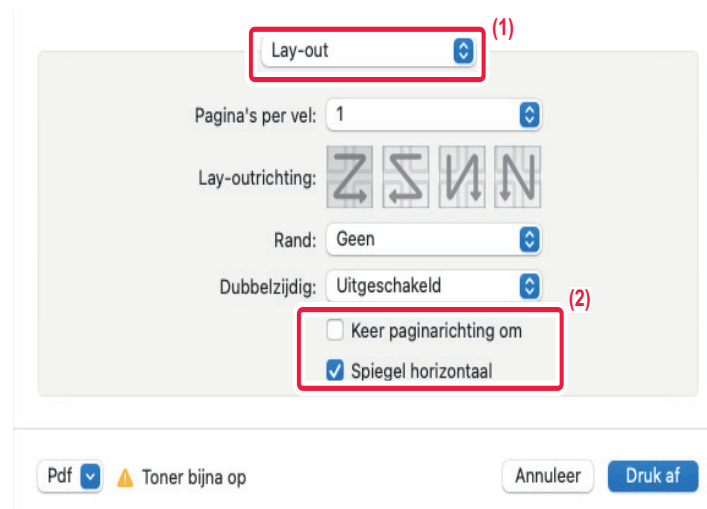 (1)
Lay-out
Pagina's per vel: 1
Lay-outrichting:
Rand: Geen
Dubbelzijdig: Uitgeschakeld
(2)
Keer paginarichting om
Spiegel horizontaal
Pdf Toner bijna op Annuleer Druk af